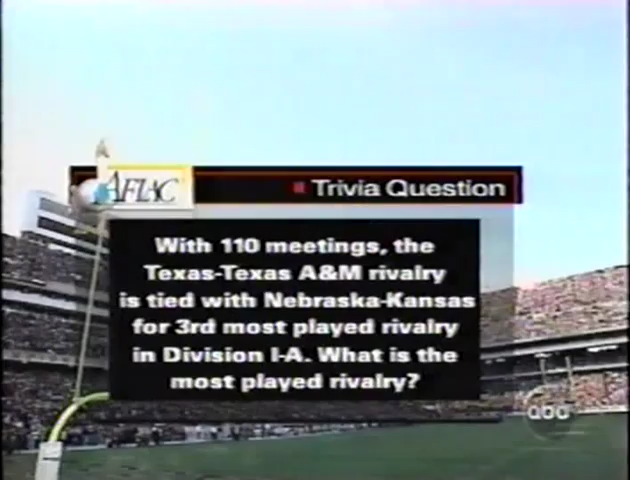 AFLAC
Trivia Question
With 110 meetings, the
Texas-Texas A&M rivalry
is tied with Nebraska-Kansas
for 3rd most played rivalry
in Division I-A. What is the
most played rivalry?
abc